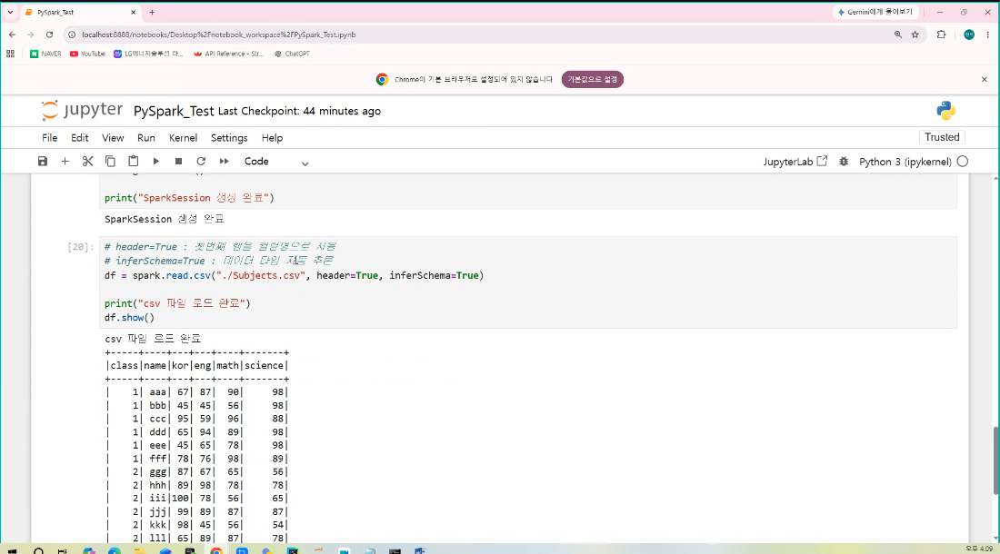 PySpark_Test
Gemini에게 물어보기
localhost:8888/notebooks/Desktop%2Fnotebook_workspace%2FPySpark_Test.ipynb
NAVER YouTube LG에너지솔루션 라... API Reference - Str... ChatGPT
Chrome이 기본 브라우저로 설정되어 있지 않습니다 기본값으로 설정
jupyter PySpark_Test Last Checkpoint: 44 minutes ago
File Edit View Run Kernel Settings Help Trusted
Code JupyterLab Python 3 (ipykernel)
print("SparkSession 생성 완료")
SparkSession 생성 완료
[20]: # header=True : 첫번째 행을 컬럼명으로 사용
# inferSchema=True : 데이터 타입 자동 추론
df = spark.read.csv("./Subjects.csv", header=True, inferSchema=True)
print("csv 파일 로드 완료")
df.show()
csv 파일 로드 완료
+-----+----+---+---+----+-------+
|class|name|kor|eng|math|science|
+-----+----+---+---+----+-------+
| 1| aaa| 67| 87| 90| 98|
| 1| bbb| 45| 45| 56| 98|
| 1| ccc| 95| 59| 96| 88|
| 1| ddd| 65| 94| 89| 98|
| 1| eee| 45| 65| 78| 98|
| 1| fff| 78| 76| 98| 89|
| 2| ggg| 87| 67| 65| 56|
| 2| hhh| 89| 98| 78| 78|
| 2| iii|100| 78| 56| 65|
| 2| jjj| 99| 89| 87| 87|
| 2| kkk| 98| 45| 56| 54|
| 2| lll| 65| 89| 87| 78|
오후 4:09